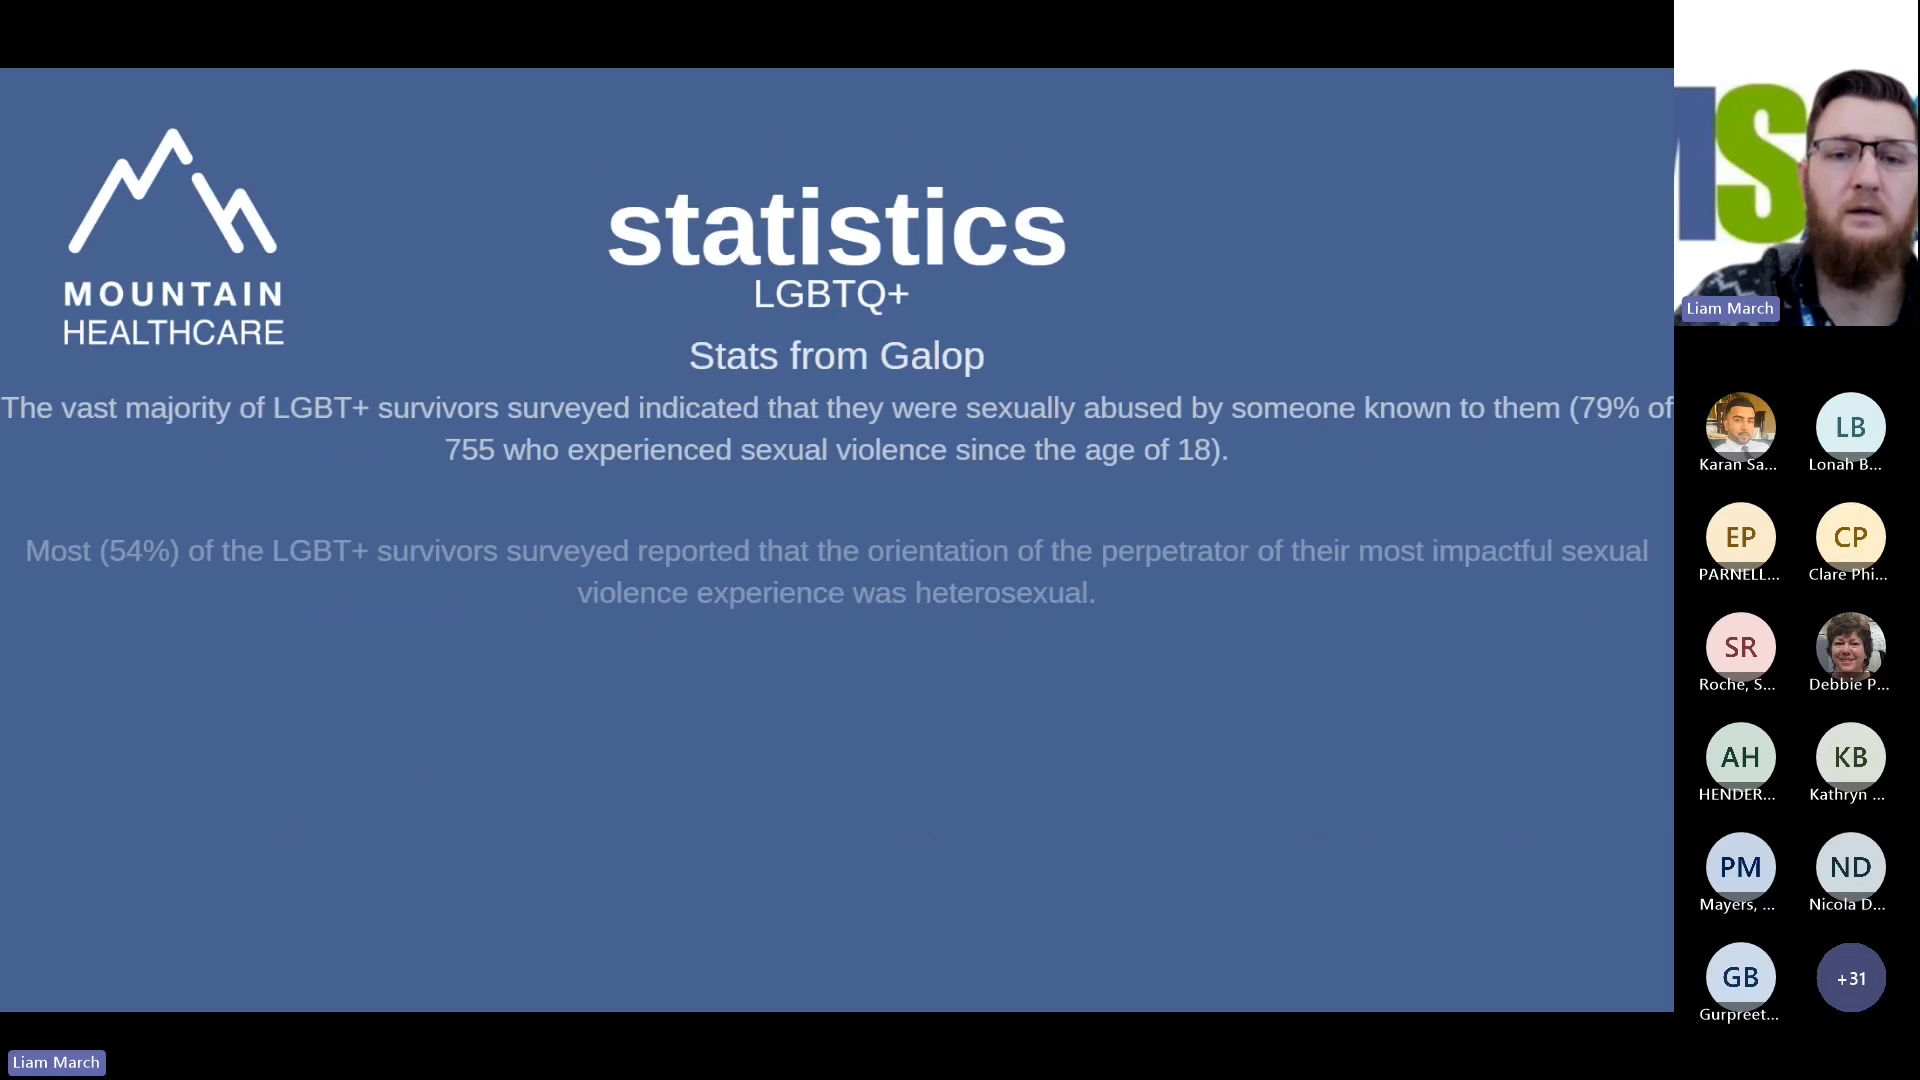 MOUNTAIN
HEALTHCARE
statistics
LGBTQ+
Stats from Galop
The vast majority of LGBT+ survivors surveyed indicated that they were sexually abused by someone known to them (79% of
755 who experienced sexual violence since the age of 18).
Most (54%) of the LGBT+ survivors surveyed reported that the orientation of the perpetrator of their most impactful sexual
violence experience was heterosexual.
S
Liam March
Karan Sa...
LB
Lonah B...
EP
PARNELL...
CP
Clare Phi...
SR
Roche, S...
Debbie P...
AH
HENDER...
KB
Kathryn ...
PM
Mayers, ...
ND
Nicola D...
GB
Gurpreet...
+31
Liam March